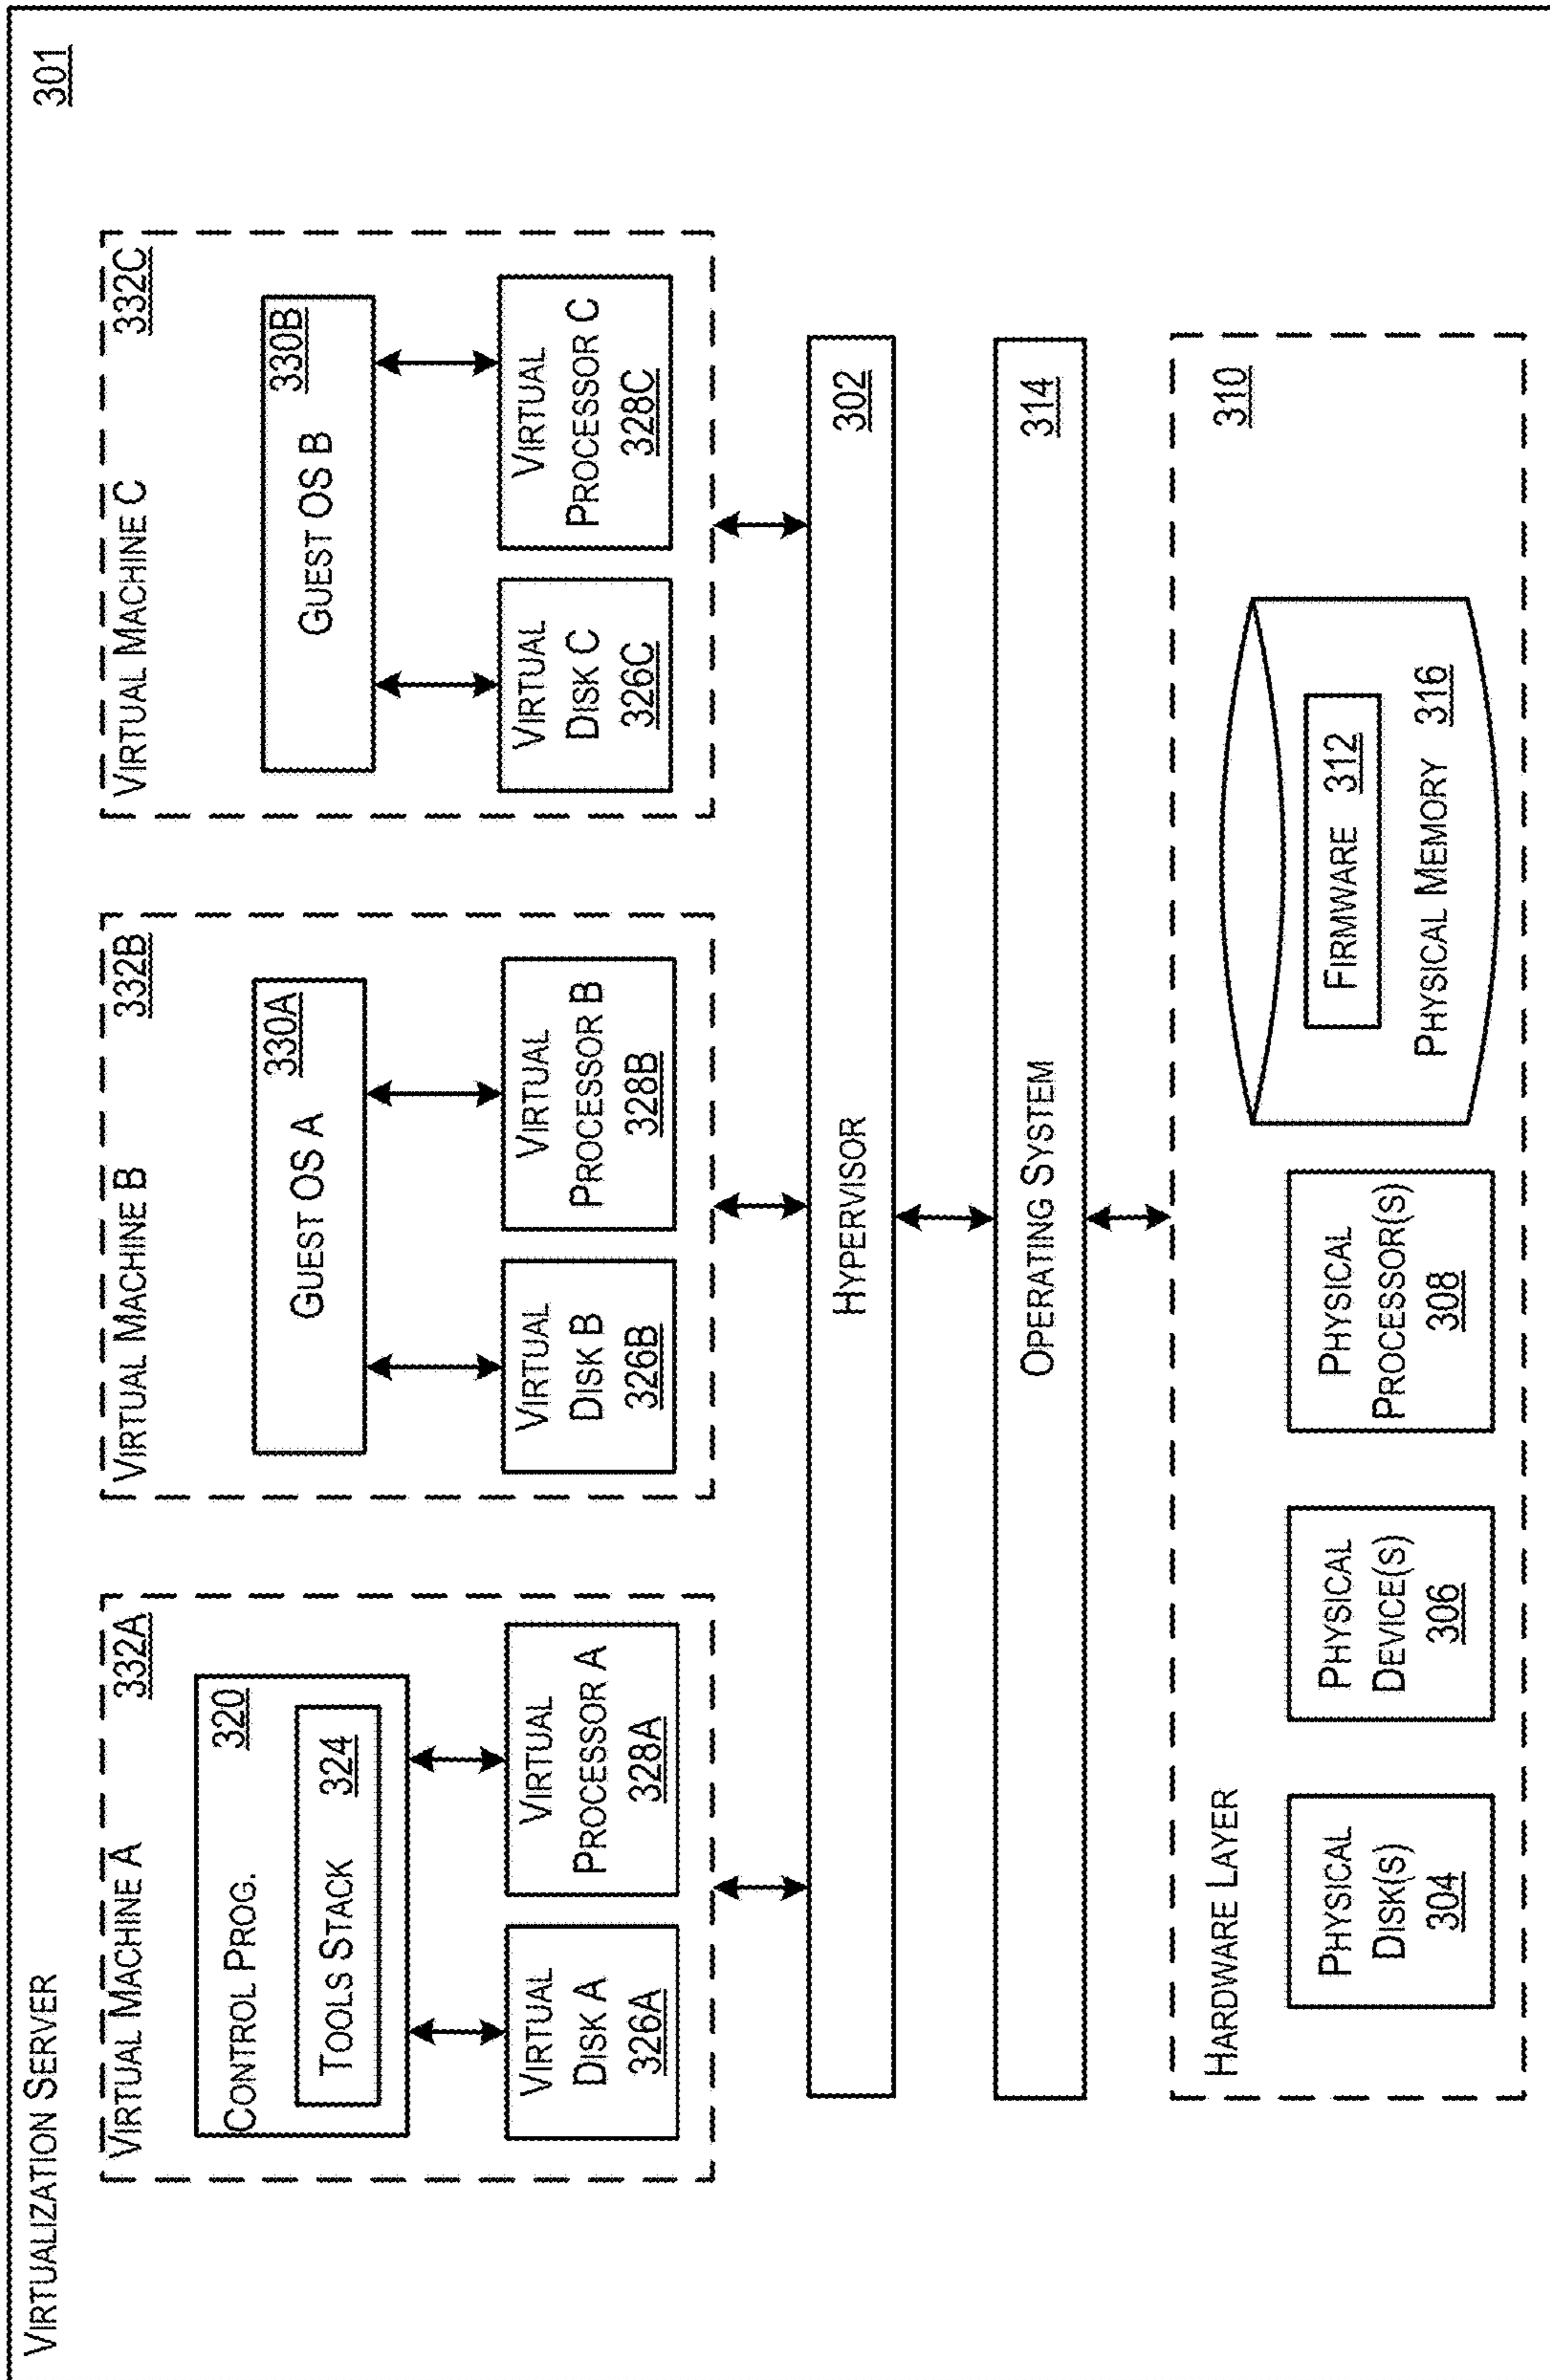 VIRTUALIZATION SERVER
301
VIRTUAL MACHINE A
332A
CONTROL PROG.
320
TOOLS STACK
324
VIRTUAL
DISK A
326A
VIRTUAL
PROCESSOR A
328A
VIRTUAL MACHINE B
332B
GUEST OS A
330A
VIRTUAL
DISK B
326B
VIRTUAL
PROCESSOR B
328B
VIRTUAL MACHINE C
332C
GUEST OS B
330B
VIRTUAL
DISK C
326C
VIRTUAL
PROCESSOR C
328C
HYPERVISOR
302
OPERATING SYSTEM
314
HARDWARE LAYER
310
PHYSICAL
DISK(S)
304
PHYSICAL
DEVICE(S)
306
PHYSICAL
PROCESSOR(S)
308
FIRMWARE 312
PHYSICAL MEMORY 316